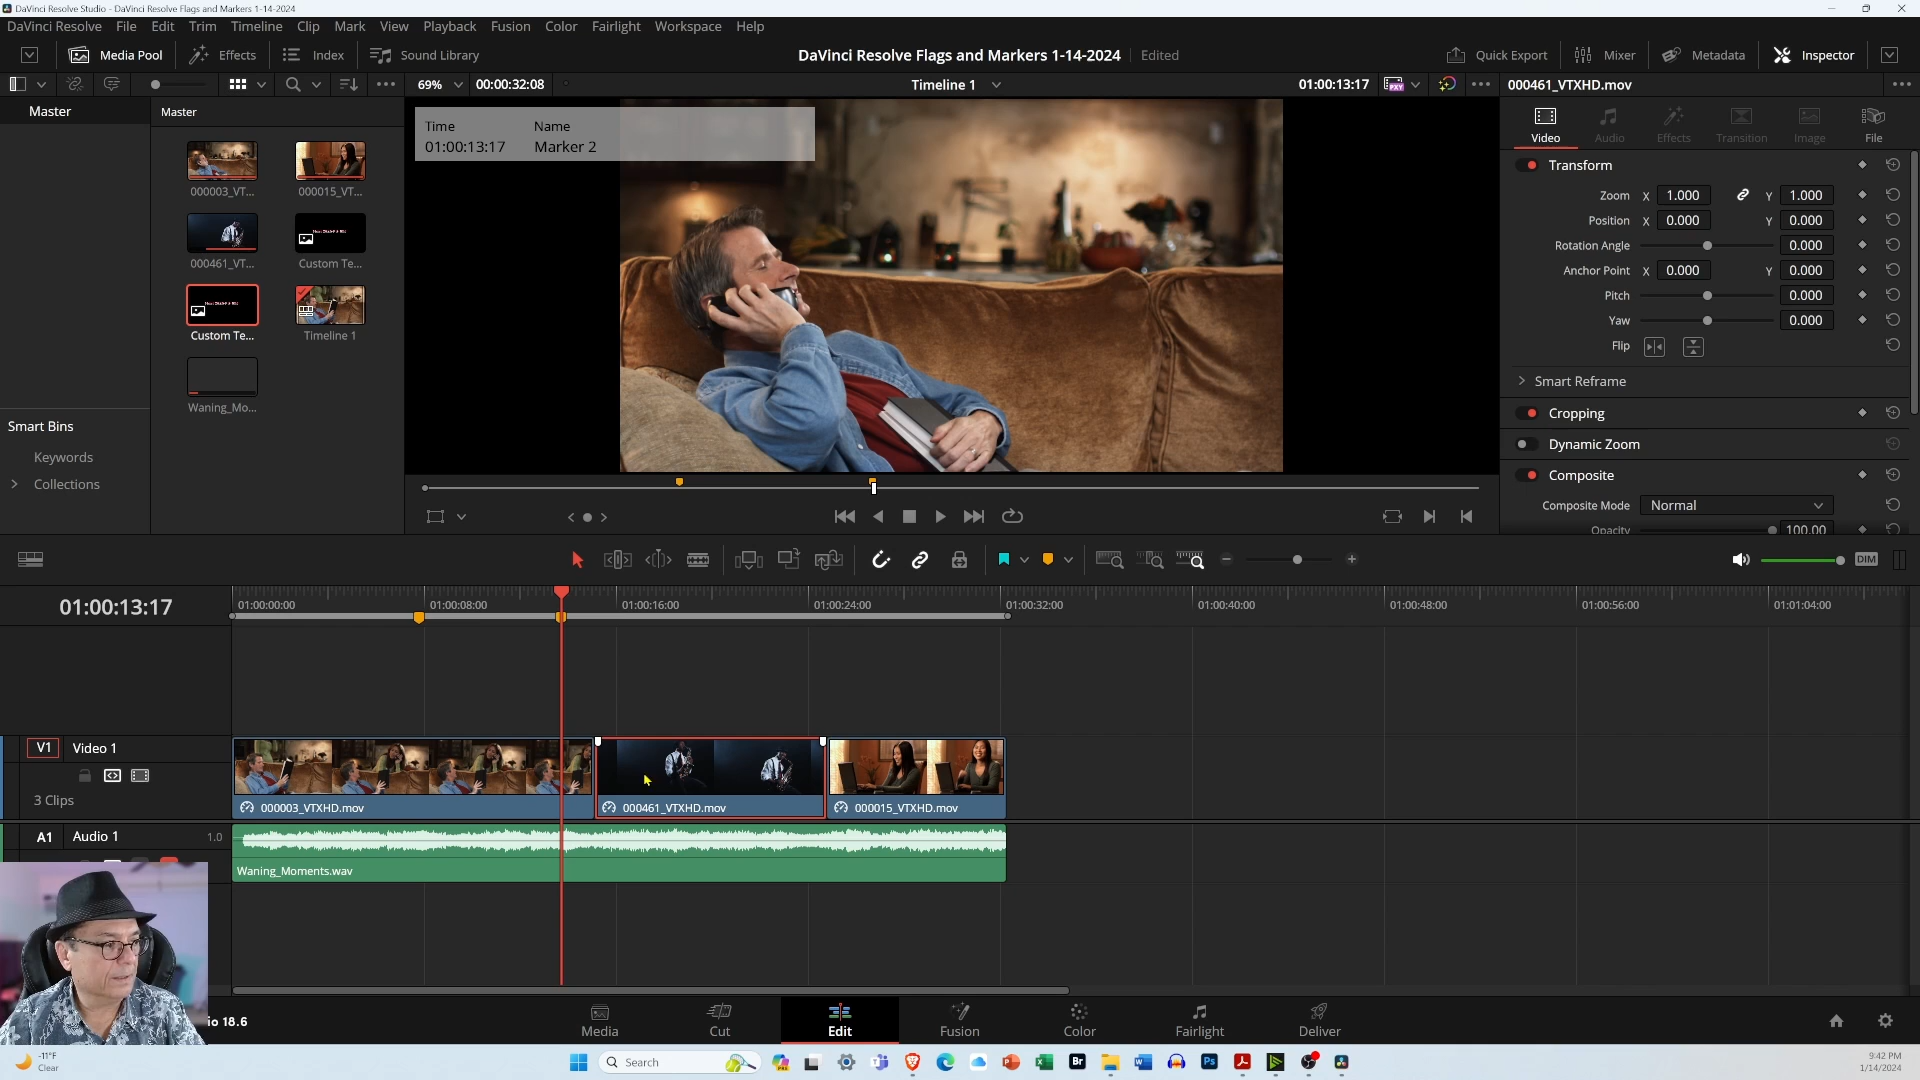 DaVinci Resolve Studio - DaVinci Resolve Flags and Markers 1-14-2024
DaVinci Resolve File Edit Trim Timeline Clip Mark View Playback Fusion Color Fairlight Workspace Help
Media Pool Effects Index Sound Library DaVinci Resolve Flags and Markers 1-14-2024 Edited Quick Export Mixer Metadata Inspector
69% 00:00:32:08 Timeline 1 01:00:13:17 000461_VTXHD.mov
Master Master
Time Name
01:00:13:17 Marker 2
Video Audio Effects Transition Image File
000003_VT... 000015_VT...
000461_VT... Custom Te...
Custom Te... Timeline 1
Waning_Mo...
Smart Bins
Keywords
Collections
Transform
Zoom X 1.000 Y 1.000
Position X 0.000 Y 0.000
Rotation Angle 0.000
Anchor Point X 0.000 Y 0.000
Pitch 0.000
Yaw 0.000
Flip
Smart Reframe
Cropping
Dynamic Zoom
Composite
Composite Mode Normal
Opacity 100.00
DIM
01:00:13:17 01:00:00:00 01:00:08:00 01:00:16:00 01:00:24:00 01:00:32:00 01:00:40:00 01:00:48:00 01:00:56:00 01:01:04:00
V1 Video 1
3 Clips
000003_VTXHD.mov 000461_VTXHD.mov 000015_VTXHD.mov
A1 Audio 1 1.0
Waning_Moments.wav
io 18.6
Media Cut Edit Fusion Color Fairlight Deliver
-11°F
Clear
Search
Br
Ps
9:42 PM
1/14/2024